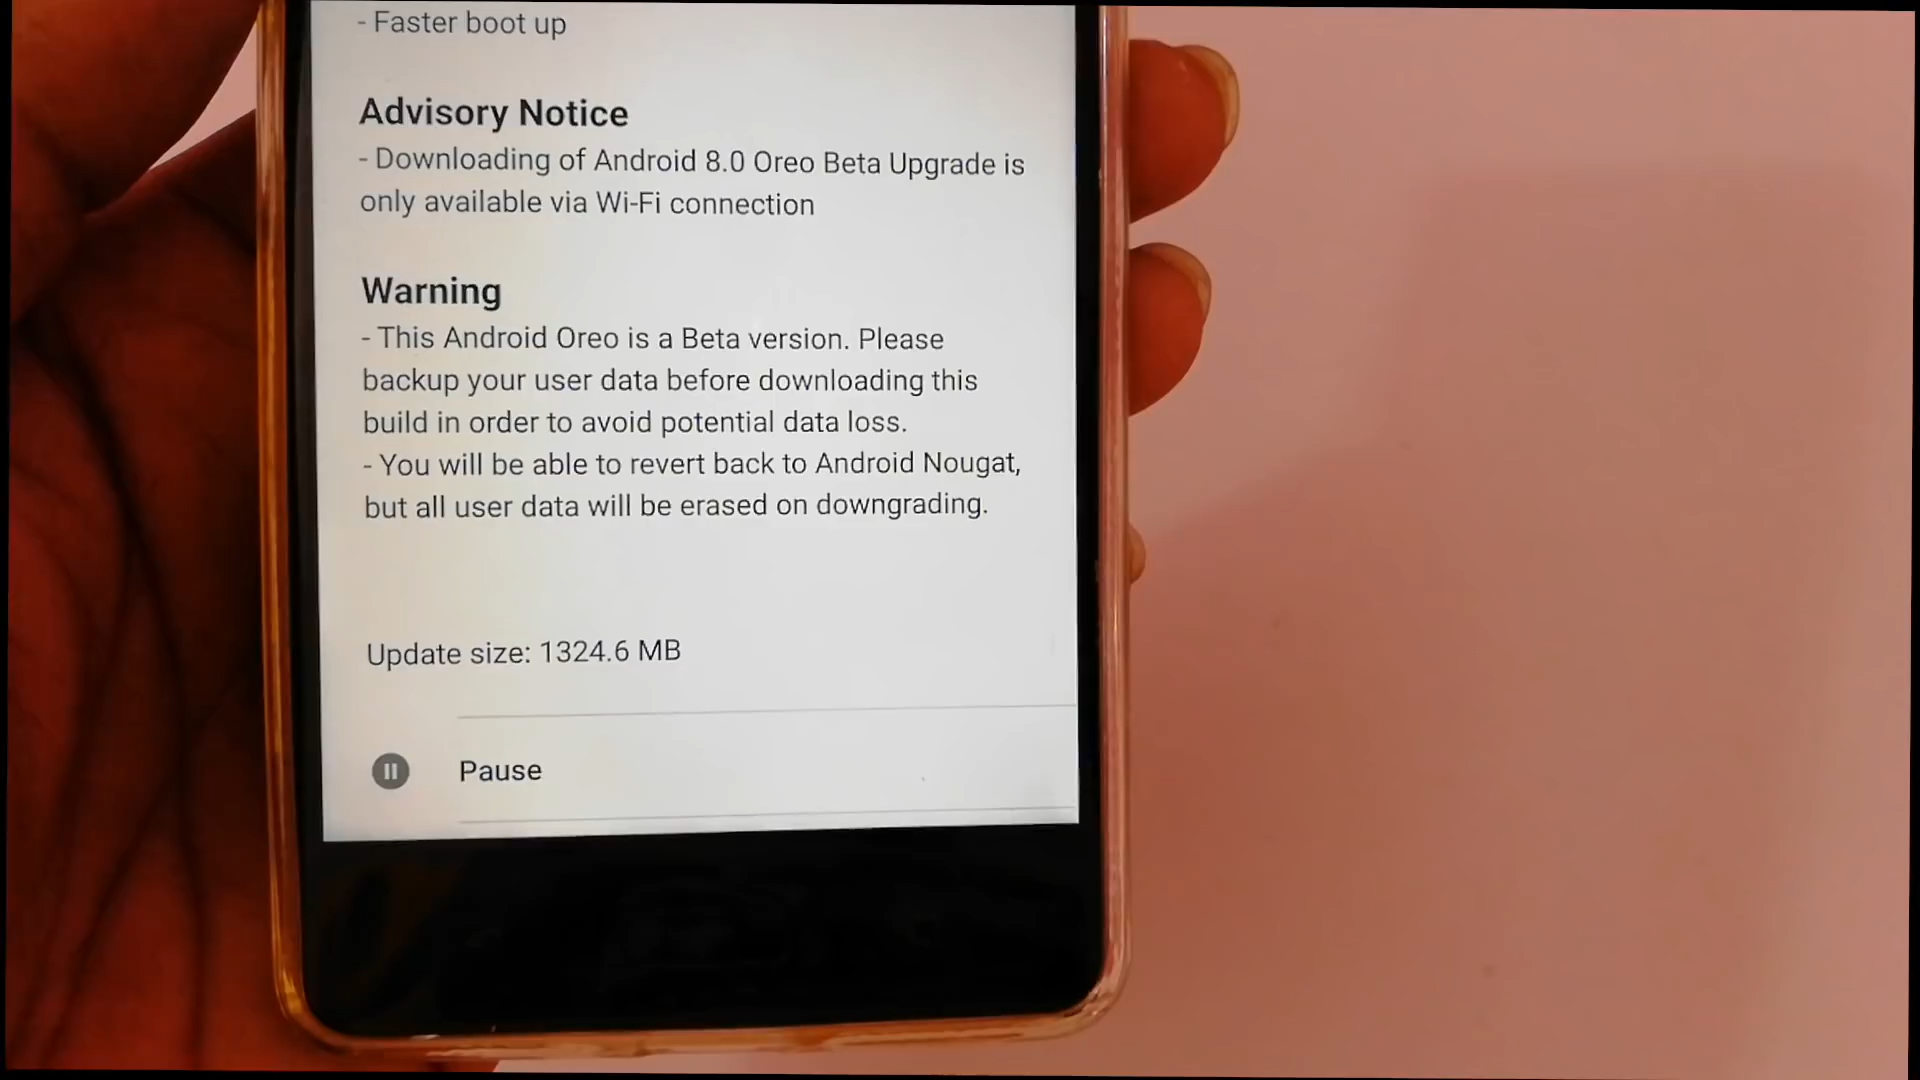 - Faster boot up
Advisory Notice
- Downloading of Android 8.0 Oreo Beta Upgrade is
only available via Wi-Fi connection
Warning
- This Android Oreo is a Beta version. Please
backup your user data before downloading this
build in order to avoid potential data loss.
- You will be able to revert back to Android Nougat,
but all user data will be erased on downgrading.
Update size: 1324.6 MB
Pause